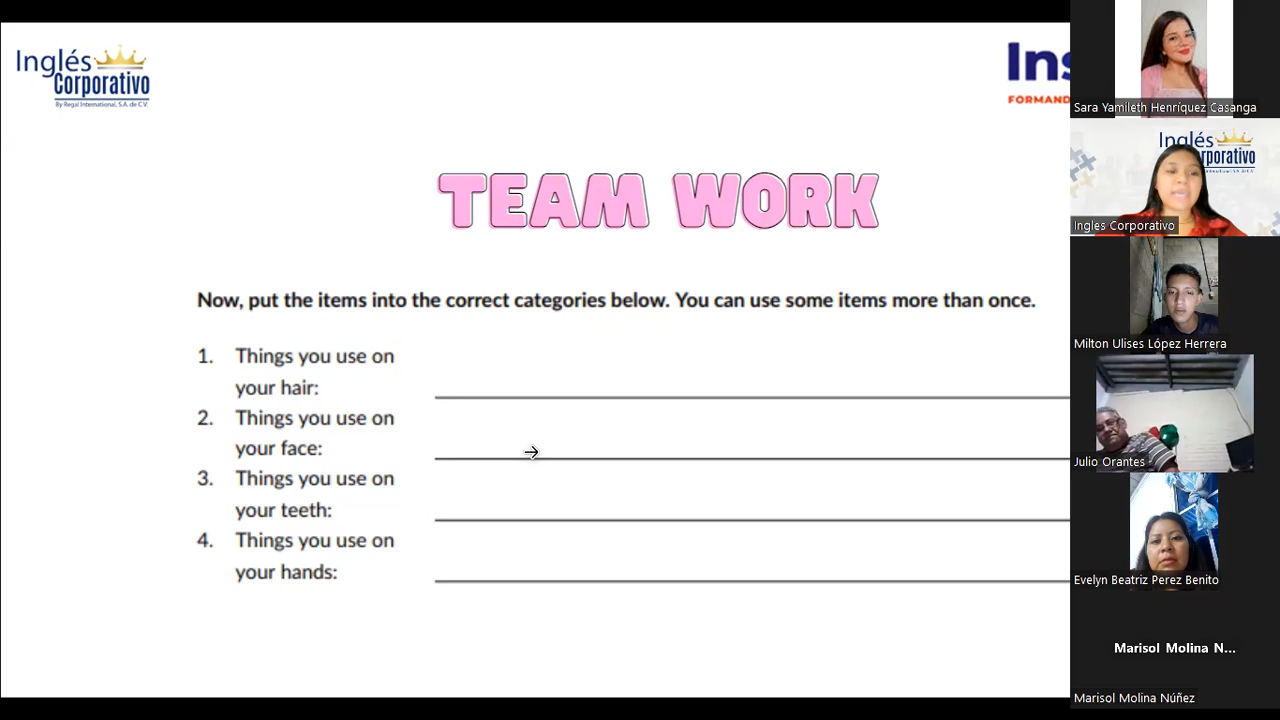 Inglés
Corporativo
By Regal International, S.A. de C.V.
Ins
FORMAND
TEAM WORK
Now, put the items into the correct categories below. You can use some items more than once.
1. Things you use on
your hair:
2. Things you use on
your face:
3. Things you use on
your teeth:
4. Things you use on
your hands:
Sara Yamileth Henríquez Casanga
Inglés
rporativo
Ingles Corporativo
Milton Ulises López Herrera
Julio Orantes
Evelyn Beatriz Perez Benito
Marisol Molina N...
Marisol Molina Núñez